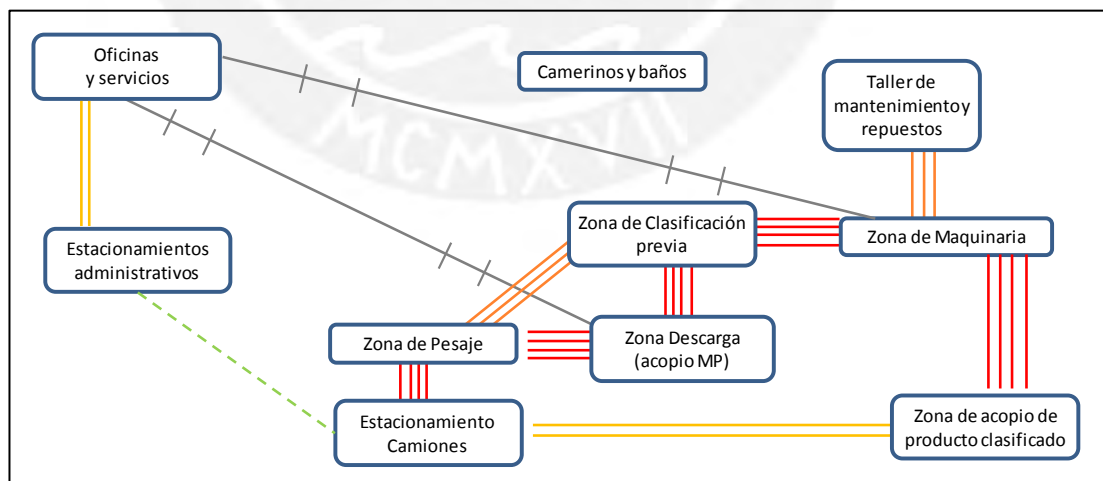 Oficinas
y servicios
Camerinos y baños
Taller de
mantenimiento y
repuestos
MCMXVII
Zona de Clasificación
previa
Zona de Maquinaria
Estacionamientos
administrativos
Zona de Pesaje
Zona Descarga
(acopio MP)
Estacionamiento
Camiones
Zona de acopio de
producto clasificado